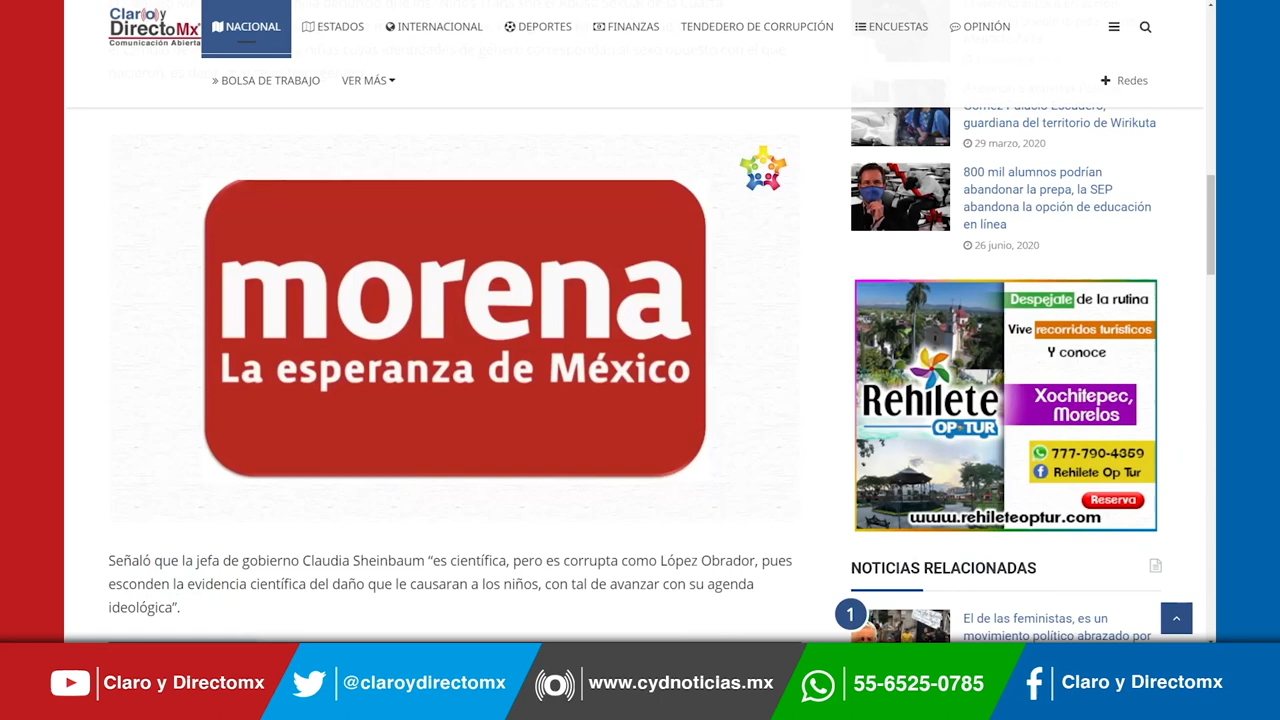 Claro y
DirectoMx
Comunicación Abierta
NACIONAL
ESTADOS
INTERNACIONAL
DEPORTES
FINANZAS
TENDEDERO DE CORRUPCIÓN
ENCUESTAS
OPINIÓN
» BOLSA DE TRABAJO
VER MÁS
Redes
guardiana del territorio de Wirikuta
29 marzo, 2020
800 mil alumnos podrían
abandonar la prepa, la SEP
abandona la opción de educación
en línea
26 junio, 2020
morena
La esperanza de México
Despejate de la rutina
Vive recorridos turísticos
Y conoce
Rehilete
OP TUR
Xochitepec,
Morelos
777-790-4359
Rehilete Op Tur
Reserva
www.rehileteoptur.com
Señaló que la jefa de gobierno Claudia Sheinbaum “es científica, pero es corrupta como López Obrador, pues
esconden la evidencia científica del daño que le causaran a los niños, con tal de avanzar con su agenda
ideológica”.
NOTICIAS RELACIONADAS
1
El de las feministas, es un
movimiento político abrazado por
Claro y Directomx
@claroydirectomx
www.cydnoticias.mx
55-6525-0785
Claro y Directomx